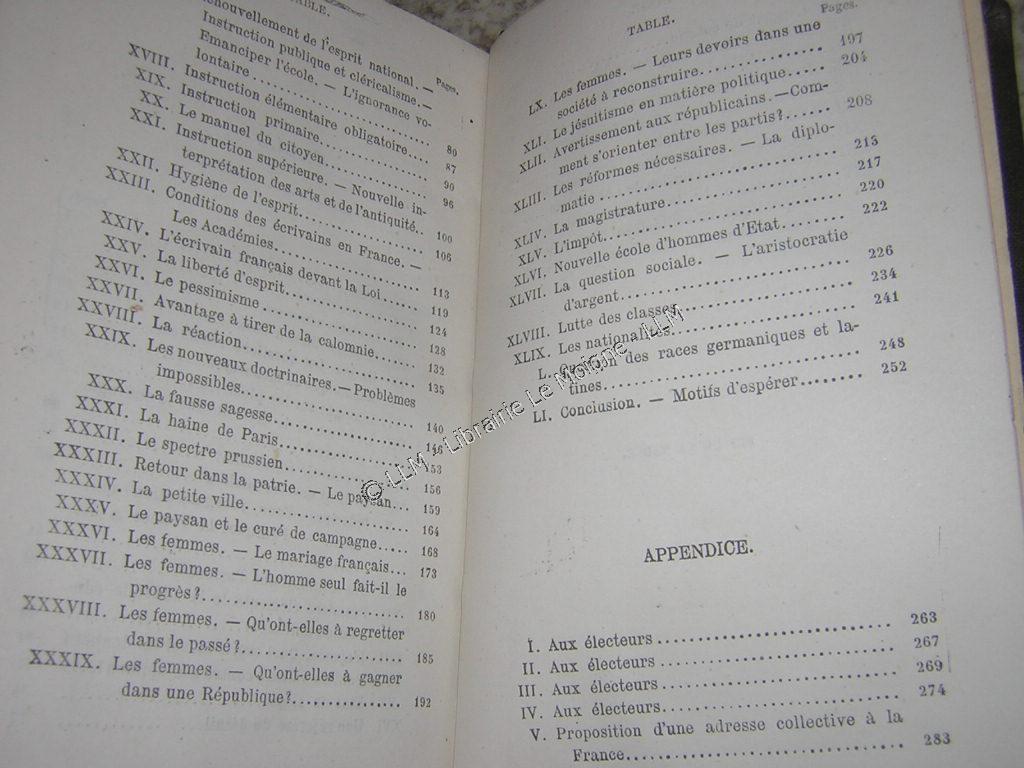 TABLE.
Pages.
Renouvellement de l'esprit national.—
Instruction publique et cléricalisme.—
Emanciper l'école. — L'ignorance vo-
lontaire.................. 80
XVIII. Instruction élémentaire obligatoire.... 87
XIX. Instruction primaire.............. 90
XX. Le manuel du citoyen............. 96
XXI. Instruction supérieure. — Nouvelle in-
terprétation des arts et de l'antiquité.. 100
XXII. Hygiène de l'esprit............... 106
XXIII. Conditions des écrivains en France. —
Les Académies............... 113
XXIV. L'écrivain français devant la Loi...... 119
XXV. La liberté d'esprit............... 124
XXVI. Le pessimisme................ 128
XXVII. Avantage à tirer de la calomnie...... 132
XXVIII. La réaction................. 135
XXIX. Les nouveaux doctrinaires.— Problèmes
impossibles................. 140
XXX. La fausse sagesse............... 146
XXXI. La haine de Paris............... 153
XXXII. Le spectre prussien.............. 156
XXXIII. Retour dans la patrie. — Le paysan... 159
XXXIV. La petite ville................. 164
XXXV. Le paysan et le curé de campagne..... 168
XXXVI. Les femmes. — Le mariage français... 173
XXXVII. Les femmes. — L'homme seul fait-il le
progrès?.................... 180
XXXVIII. Les femmes. — Qu'ont-elles à regretter
dans le passé?................ 185
XXXIX. Les femmes. — Qu'ont-elles à gagner
dans une République?........... 192
TABLE.
Pages.
LX. Les femmes. — Leurs devoirs dans une
société à reconstruire............ 197
XLI. Le jésuitisme en matière politique..... 204
XLII. Avertissement aux républicains. — Com-
ment s'orienter entre les partis?..... 208
XLIII. Les réformes nécessaires. — La diplo-
matie...................... 213
XLIV. La magistrature................ 217
XLV. L'impôt..................... 220
XLVI. Nouvelle école d'hommes d'Etat...... 222
XLVII. La question sociale. — L'aristocratie
d'argent.................... 226
XLVIII. Lutte des classes............... 234
XLIX. Les nationalités................ 241
L. Question des races germaniques et la-
tines...................... 248
LI. Conclusion. — Motifs d'espérer........ 252
APPENDICE.
I. Aux électeurs.................. 263
II. Aux électeurs.................. 267
III. Aux électeurs.................. 269
IV. Aux électeurs.................. 274
V. Proposition d'une adresse collective à la
France..................... 283
© LLM - Librairie Le Moigne - LLM